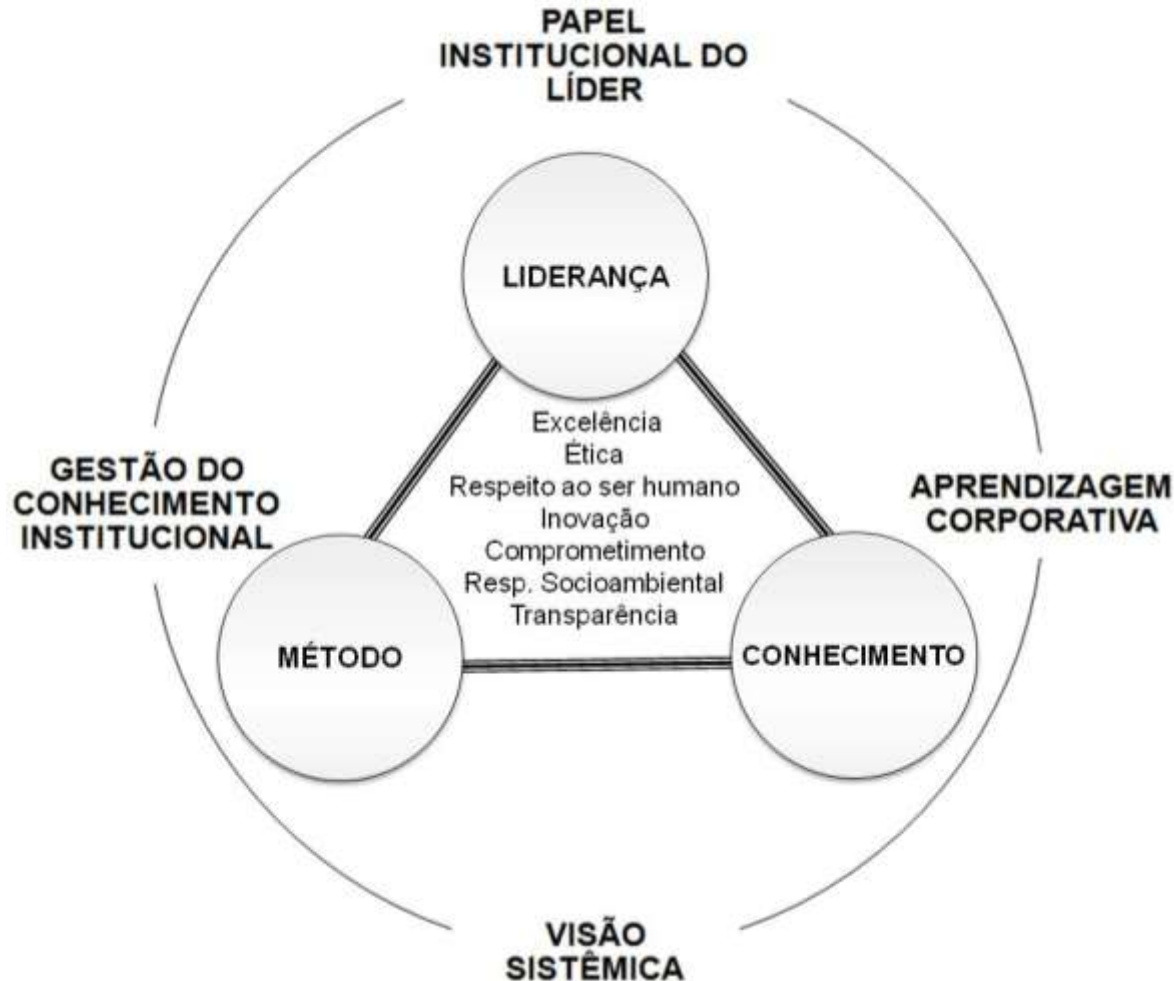 PAPEL
INSTITUCIONAL DO
LÍDER
LIDERANÇA
Excelência
Ética
Respeito ao ser humano
Inovação
Comprometimento
Resp. Socioambiental
Transparência
GESTÃO DO
CONHECIMENTO
INSTITUCIONAL
APRENDIZAGEM
CORPORATIVA
MÉTODO
CONHECIMENTO
VISÃO
SISTÊMICA